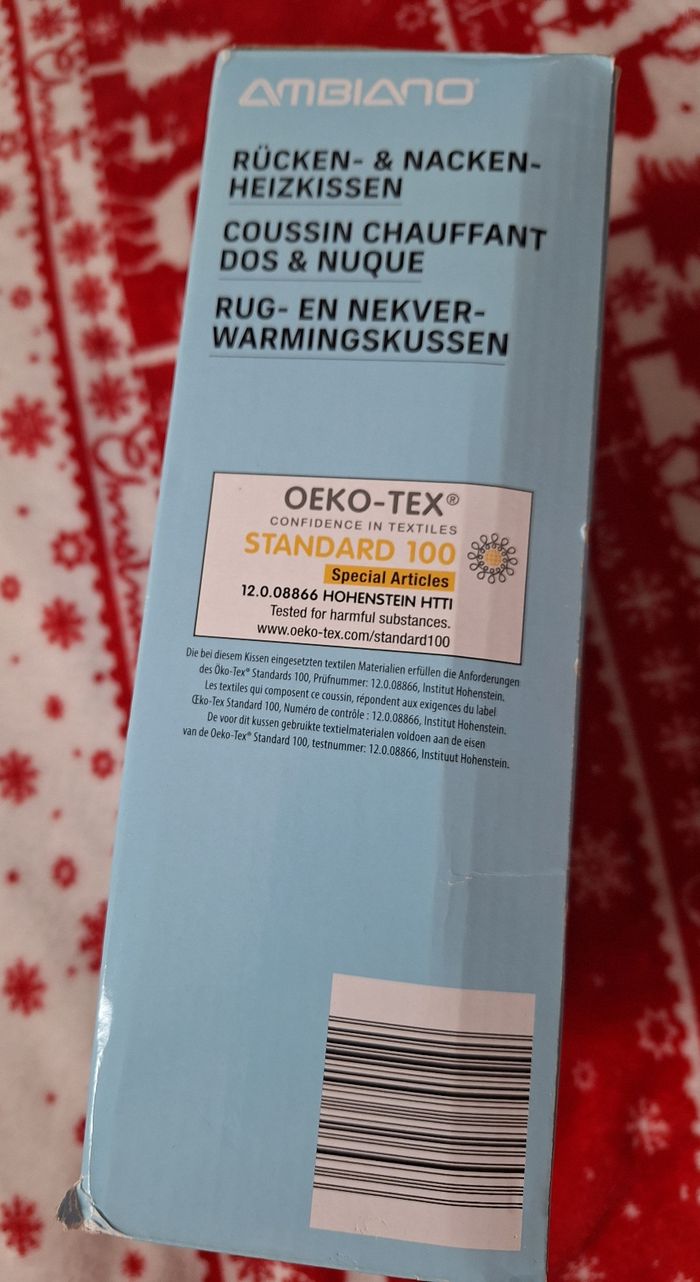 AMBIANO
RÜCKEN- & NACKEN-
HEIZKISSEN
COUSSIN CHAUFFANT
DOS & NUQUE
RUG- EN NEKVER-
WARMINGSKUSSEN
OEKO-TEX®
CONFIDENCE IN TEXTILES
STANDARD 100
Special Articles
12.0.08866 HOHENSTEIN HTTI
Tested for harmful substances.
www.oeko-tex.com/standard100
Die bei diesem Kissen eingesetzten textilen Materialien erfüllen die Anforderungen
des Öko-Tex® Standards 100, Prüfnummer: 12.0.08866, Institut Hohenstein.
Les textiles qui composent ce coussin, répondent aux exigences du label
Œko-Tex Standard 100, Numéro de contrôle : 12.0.08866, Institut Hohenstein.
De voor dit kussen gebruikte textielmaterialen voldoen aan de eisen
van de Oeko-Tex® Standard 100, testnummer: 12.0.08866, Instituut Hohenstein.